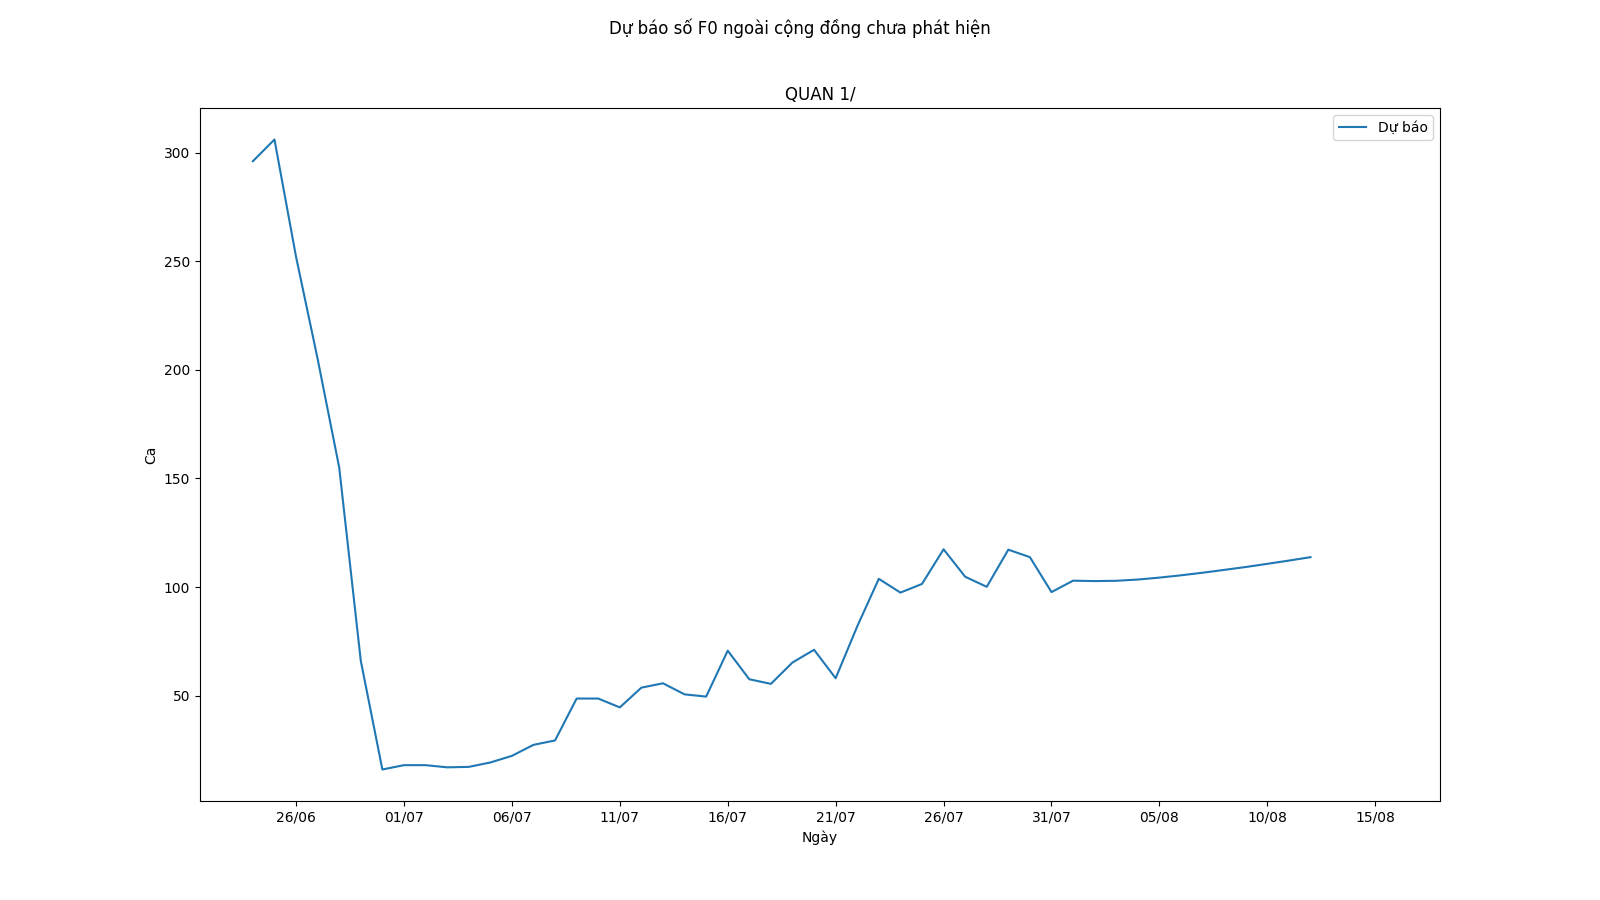 Dự báo số F0 ngoài cộng đồng chưa phát hiện
QUAN 1/
Dự báo
300
250
200
150
100
50
Ca
26/06 01/07 06/07 11/07 16/07 21/07 26/07 31/07 05/08 10/08 15/08
Ngày